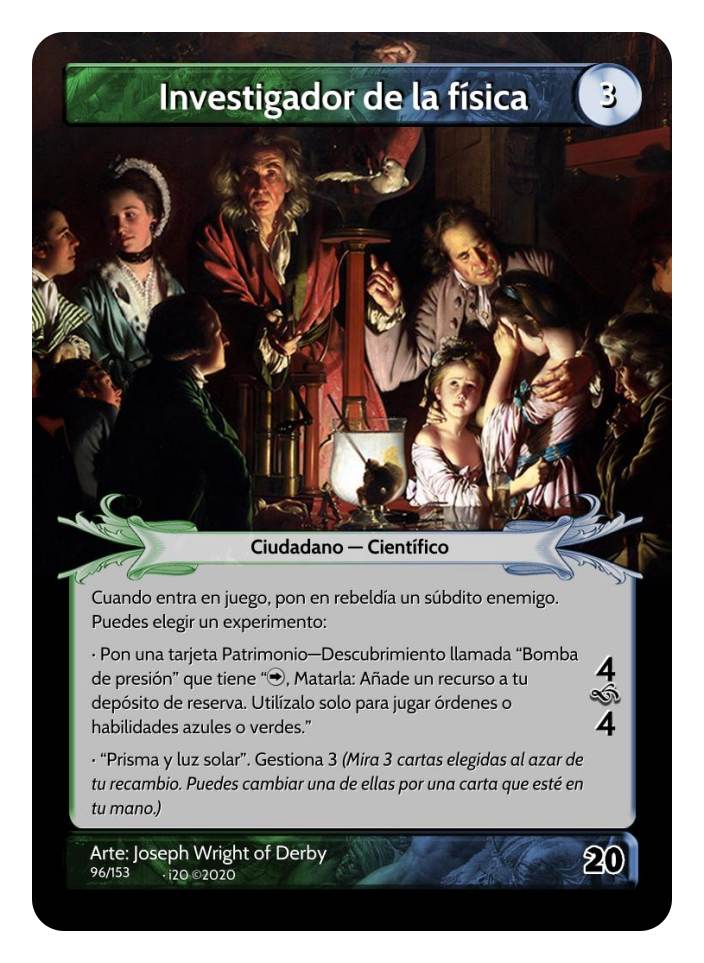 Investigador de la física
3
Ciudadano — Científico
Cuando entra en juego, pon en rebeldía un súbdito enemigo.
Puedes elegir un experimento:
· Pon una tarjeta Patrimonio—Descubrimiento llamada “Bomba
de presión” que tiene “➡, Matarla: Añade un recurso a tu
depósito de reserva. Utilízalo solo para jugar órdenes o
habilidades azules o verdes.”
4
4
· “Prisma y luz solar”. Gestiona 3 (Mira 3 cartas elegidas al azar de
tu recambio. Puedes cambiar una de ellas por una carta que esté en
tu mano.)
Arte: Joseph Wright of Derby
96/153 · i20 ©2020
20